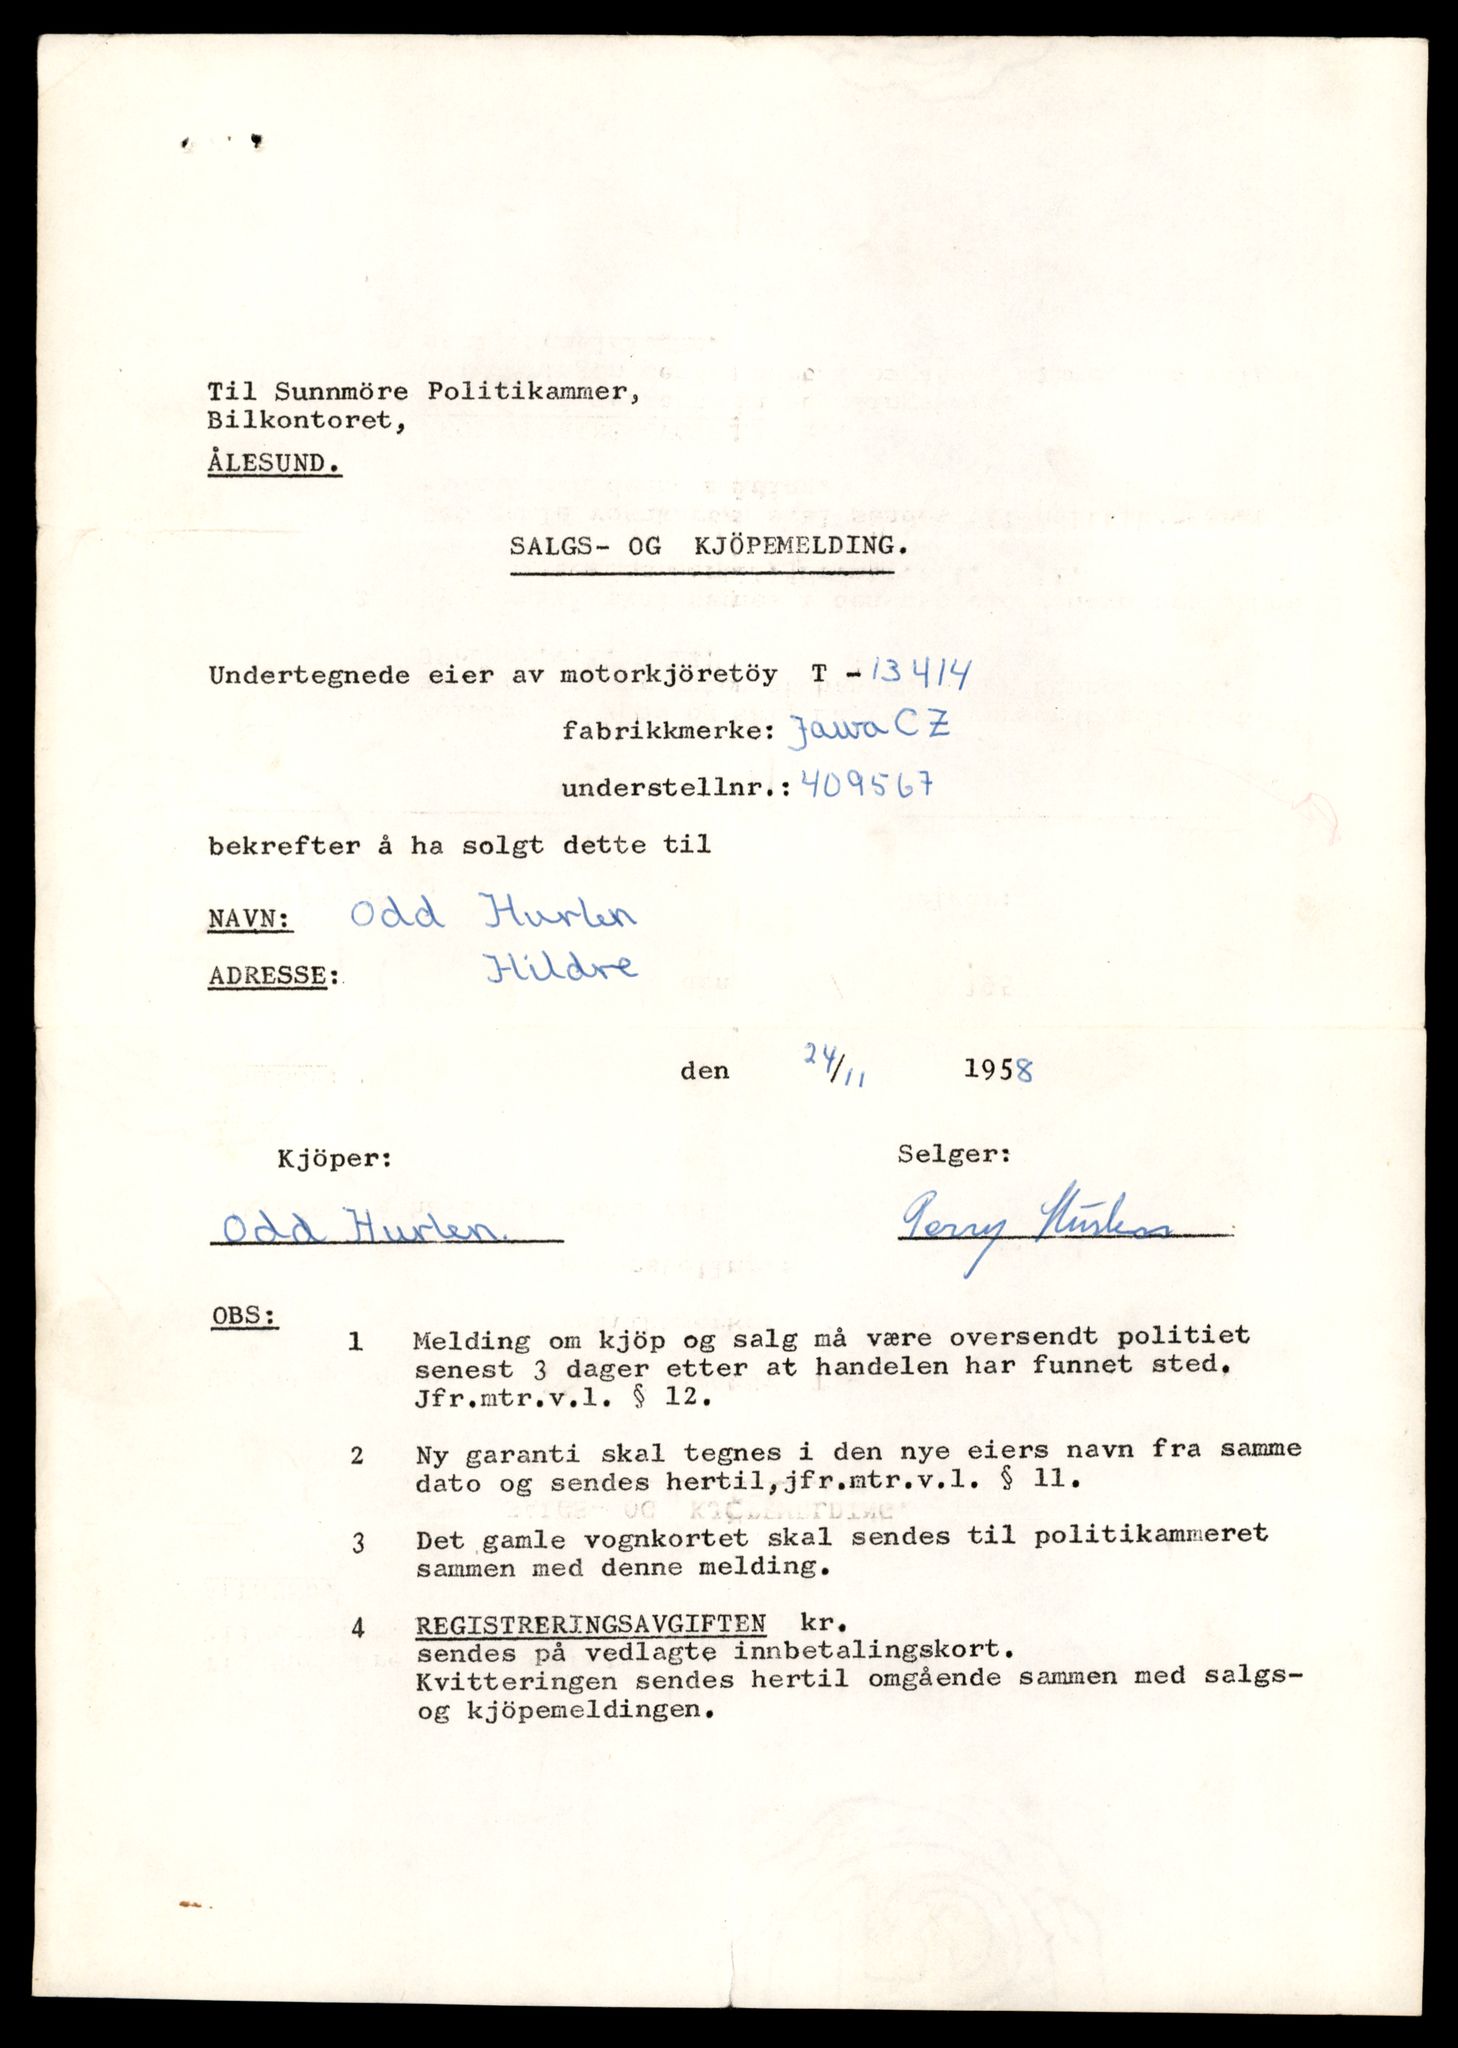 Til Sunnmöre Politikammer,
Bilkontoret,
ÅLESUND.
SALGS- OG KJÖPEMELDING.
Undertegnede eier av motorkjöretöy T - 13414
fabrikkmerke: Jawa CZ
understellnr.: 409567
bekrefter å ha solgt dette til
NAVN: Odd Hurlen
ADRESSE: Hildre
den 24/11 1958
Kjöper: Selger:
Odd Hurlen. Perry
OBS:
1 Melding om kjöp og salg må være oversendt politiet
senest 3 dager etter at handelen har funnet sted.
Jfr.mtr.v.l. § 12.
2 Ny garanti skal tegnes i den nye eiers navn fra samme
dato og sendes hertil,jfr.mtr.v.l. § 11.
3 Det gamle vognkortet skal sendes til politikammeret
sammen med denne melding.
4 REGISTRERINGSAVGIFTEN kr.
sendes på vedlagte innbetalingskort.
Kvitteringen sendes hertil omgående sammen med salgs-
og kjöpemeldingen.